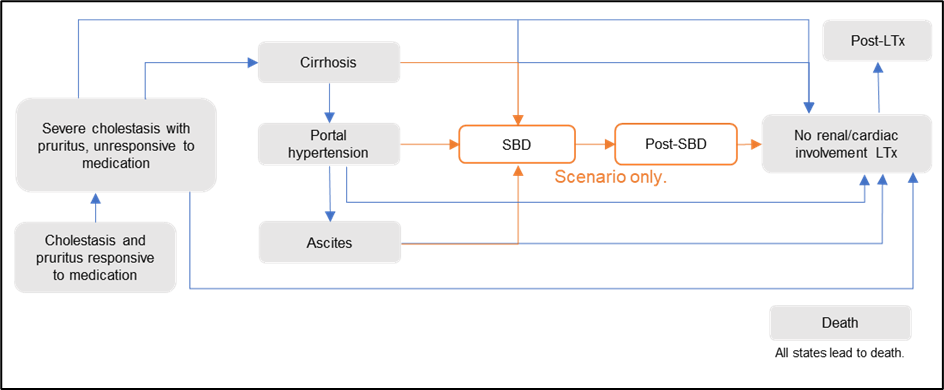 Post-LTx
Cirrhosis
Severe cholestasis with
pruritus, unresponsive to
medication
Portal
hypertension
SBD
Post-SBD
No renal/cardiac
involvement LTx
Scenario only.
Cholestasis and
pruritus responsive
to medication
Ascites
Death
All states lead to death.